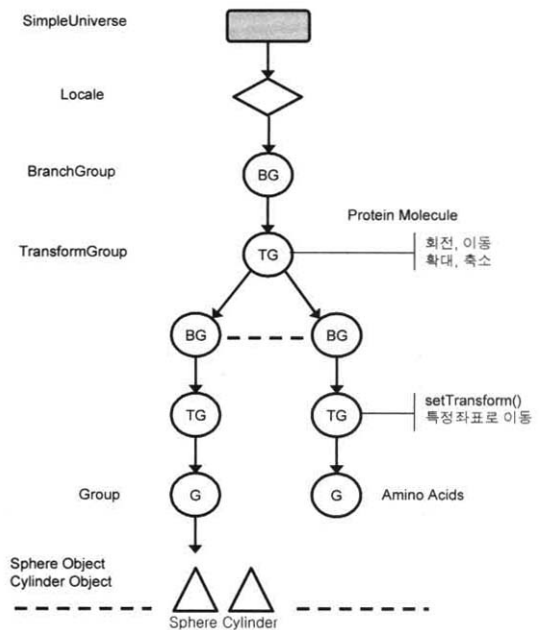 SimpleUniverse
Locale
BranchGroup
BG
Protein Molecule
TransformGroup
TG
회전, 이동
확대, 축소
BG
BG
TG
TG
setTransform()
특정좌표로 이동
Group
G
G
Amino Acids
Sphere Object
Cylinder Object
Sphere Cylinder